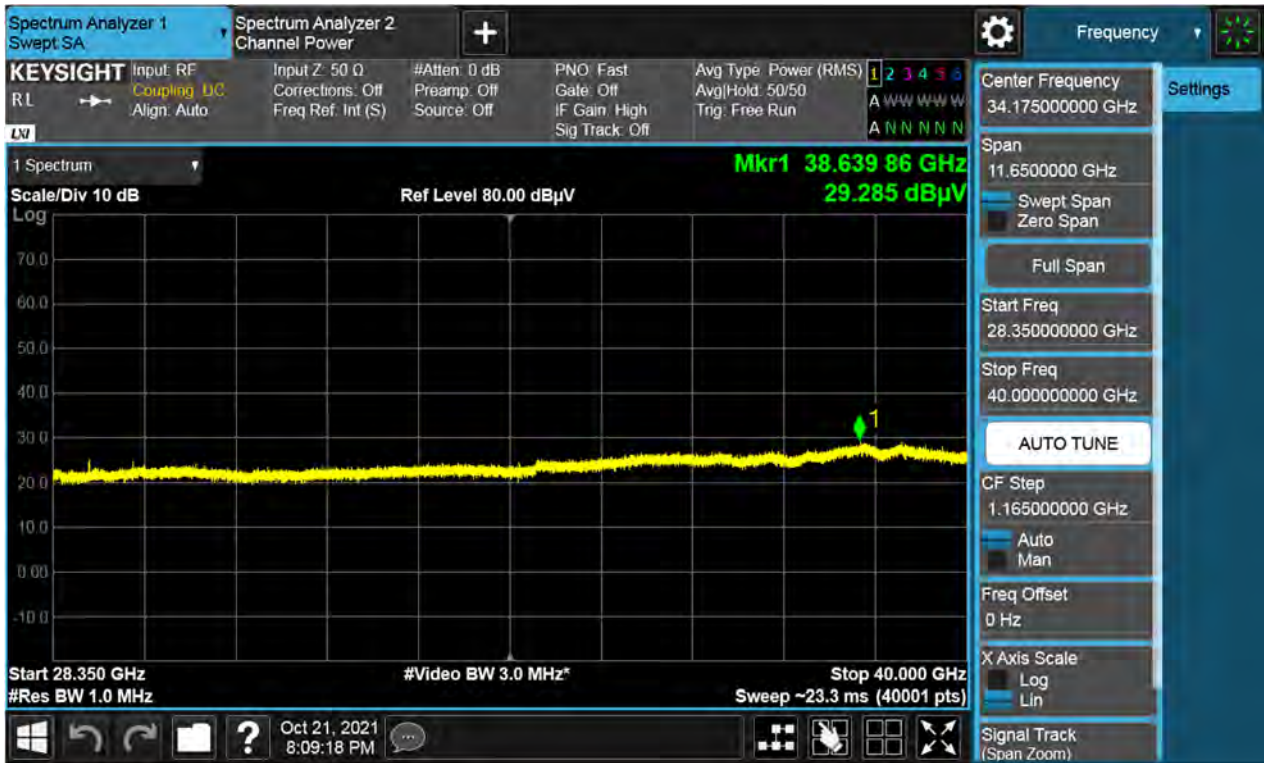 Spectrum Analyzer 1
Swept SA
Spectrum Analyzer 2
Channel Power
+
Frequency
KEYSIGHT
RL
LXI
Input: RF
Coupling: DC
Align: Auto
Input Z: 50 Ω
Corrections: Off
Freq Ref: Int (S)
#Atten: 0 dB
Preamp: Off
Source: Off
PNO: Fast
Gate: Off
IF Gain: High
Sig Track: Off
Avg Type: Power (RMS)
Avg|Hold: 50/50
Trig: Free Run
1 2 3 4 5 6
A W W W W W
A N N N N N
Center Frequency
34.175000000 GHz
Settings
Span
11.6500000 GHz
Swept Span
Zero Span
Full Span
Start Freq
28.350000000 GHz
Stop Freq
40.000000000 GHz
AUTO TUNE
CF Step
1.165000000 GHz
Auto
Man
Freq Offset
0 Hz
X Axis Scale
Log
Lin
Signal Track
(Span Zoom)
1 Spectrum
Scale/Div 10 dB
Ref Level 80.00 dBµV
Mkr1 38.639 86 GHz
29.285 dBµV
Log
70.0
60.0
50.0
40.0
30.0
20.0
10.0
0.00
-10.0
1
Start 28.350 GHz
#Video BW 3.0 MHz*
Stop 40.000 GHz
#Res BW 1.0 MHz
Sweep ~23.3 ms (40001 pts)
?
Oct 21, 2021
8:09:18 PM